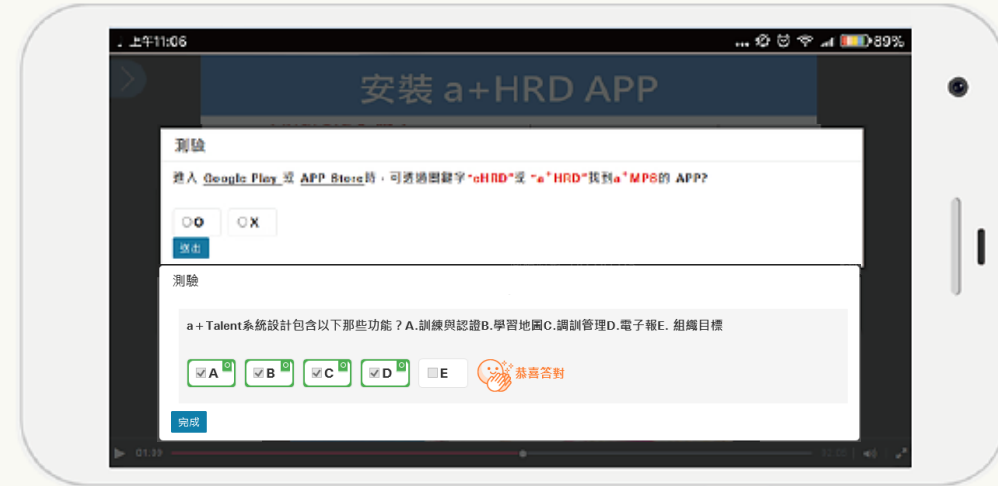 上午11:06
... 89%
安裝 a+HRD APP
測驗
進入 Google Play 或 APP Store時，可透過關鍵字"eHRD"或 "a+HRD"找到a+MPS的 APP?
O X
送出
測驗
a+Talent系統設計包含以下那些功能？A.訓練與認證B.學習地圖C.調訓管理D.電子報E. 組織目標
A B C D E 恭喜答對
完成
01:39